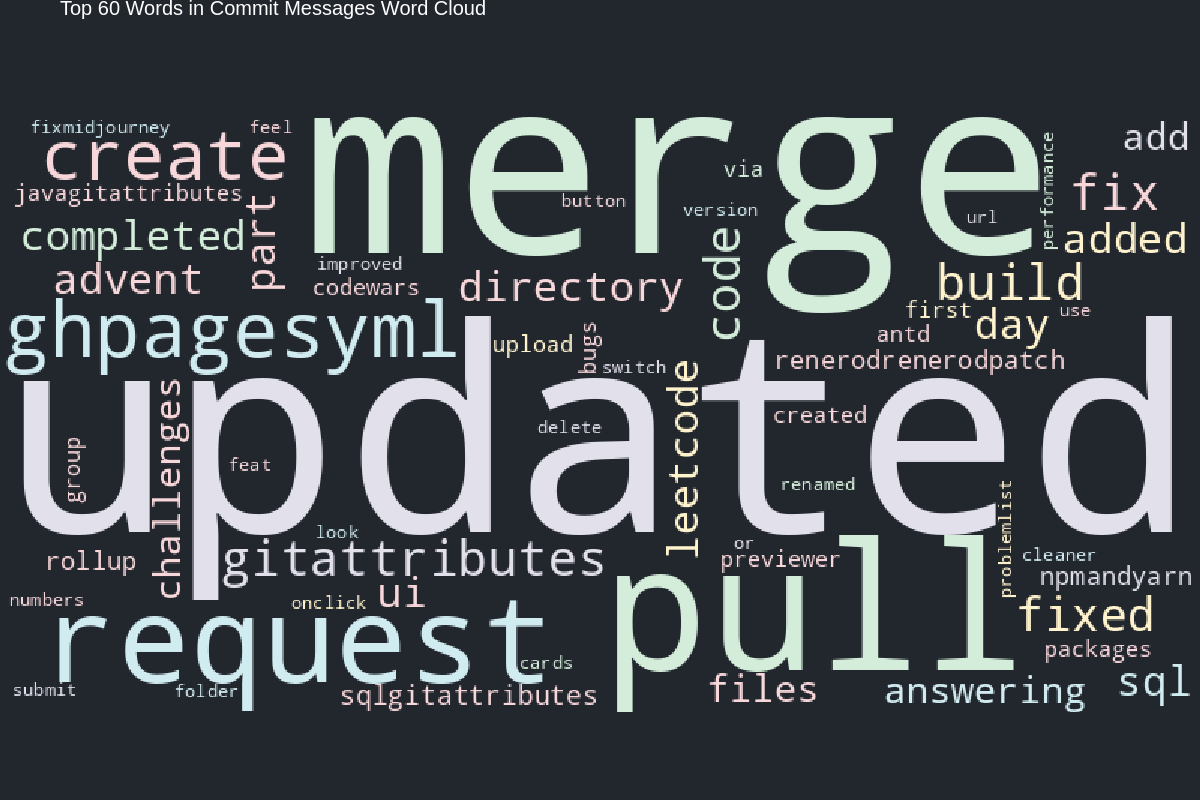 Top 60 Words in Commit Messages Word Cloud
fixmidjourney
feel
merge
add
create
via
performance
javagitattributes
button
fix
part
version
url
completed
code
added
advent
improved
codewars
directory
build
ghpagesyml
first
use
upload
bugs
antd
day
switch
renerodrenerodpatch
updated
challenges
leetcode
created
group
delete
feat
renamed
problemlist
look
rollup
gitattributes
or
previewer
cleaner
npmandyarn
numbers
onclick
ui
pull
fixed
request
cards
packages
submit
folder
sqlgitattributes
files
answering
sql